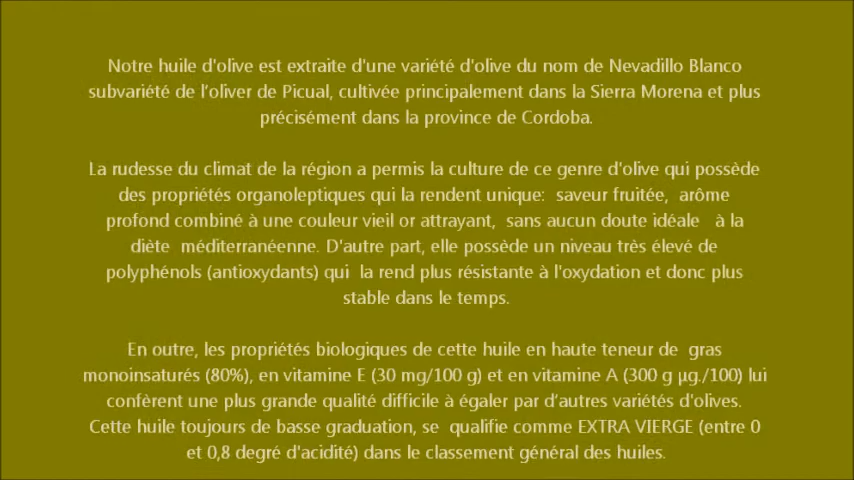 Notre huile d'olive est extraite d'une variété d'olive du nom de Nevadillo Blanco
subvariété de l'oliver de Picual, cultivée principalement dans la Sierra Morena et plus
précisément dans la province de Cordoba.
La rudesse du climat de la région a permis la culture de ce genre d'olive qui possède
des propriétés organoleptiques qui la rendent unique: saveur fruitée, arôme
profond combiné à une couleur vieil or attrayant, sans aucun doute idéale à la
diète méditerranéenne. D'autre part, elle possède un niveau très élevé de
polyphénols (antioxydants) qui la rend plus résistante à l'oxydation et donc plus
stable dans le temps.
En outre, les propriétés biologiques de cette huile en haute teneur de gras
monoinsaturés (80%), en vitamine E (30 mg/100 g) et en vitamine A (300 g µg./100) lui
confèrent une plus grande qualité difficile à égaler par d'autres variétés d'olives.
Cette huile toujours de basse graduation, se qualifie comme EXTRA VIERGE (entre 0
et 0,8 degré d'acidité) dans le classement général des huiles.